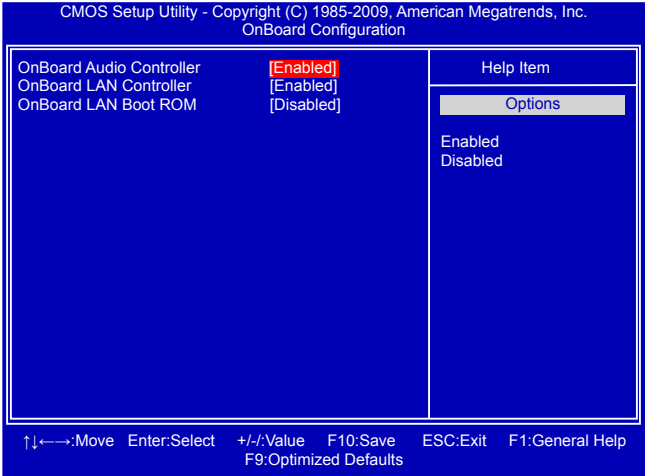 CMOS Setup Utility - Copyright (C) 1985-2009, American Megatrends, Inc.
OnBoard Configuration
OnBoard Audio Controller [Enabled]
OnBoard LAN Controller [Enabled]
OnBoard LAN Boot ROM [Disabled]
Help Item
Options
Enabled
Disabled
↑↓←→:Move Enter:Select +/-/:Value F10:Save ESC:Exit F1:General Help
F9:Optimized Defaults